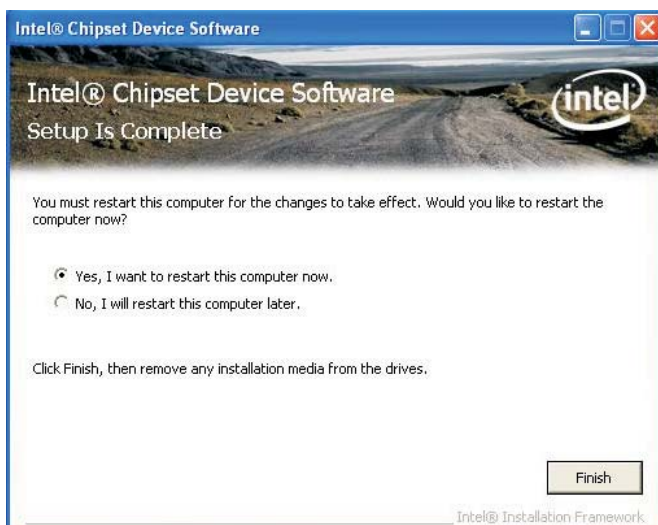 Intel® Chipset Device Software
Intel® Chipset Device Software
intel
Setup Is Complete
You must restart this computer for the changes to take effect. Would you like to restart the
computer now?
Yes, I want to restart this computer now.
No, I will restart this computer later.
Click Finish, then remove any installation media from the drives.
Finish
Intel® Installation Framework